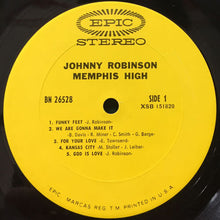 EPIC
STEREO
JOHNNY ROBINSON
MEMPHIS HIGH
BN 26528
SIDE 1
XSB 151829
1. FUNKY FEET -J. Robinson-
2. WE ARE GONNA MAKE IT
-B. Davis - R. Miner - C. Smith - G. Barge-
3. FOR YOUR LOVE -E. Townsend-
4. KANSAS CITY -M. Stoller - J. Leiber-
5. GOD IS LOVE -J. Robinson-
EPIC. MARCAS REG. T.M. PRINTED IN U.S.A.